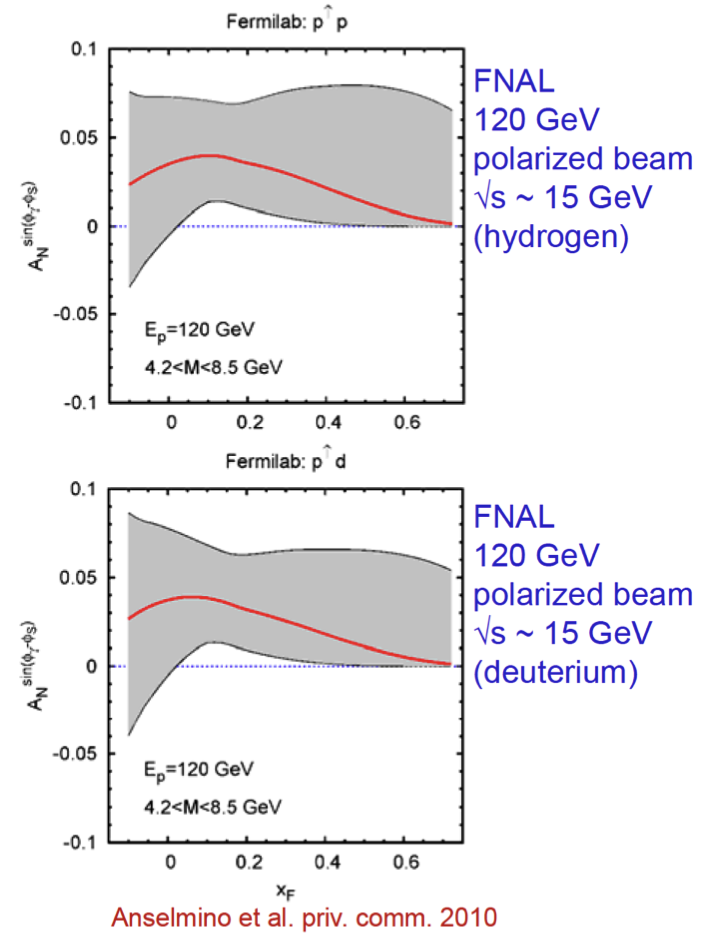 Fermilab: p↑ p
0.1
0.05
0
-0.05
-0.1
A_N^sin(ϕ_?-ϕ_S)
E_p=120 GeV
4.2<M<8.5 GeV
0 0.2 0.4 0.6
FNAL
120 GeV
polarized beam
√s ~ 15 GeV
(hydrogen)
Fermilab: p↑ d
0.1
0.05
0
-0.05
-0.1
A_N^sin(ϕ_?-ϕ_S)
E_p=120 GeV
4.2<M<8.5 GeV
0 0.2 0.4 0.6
x_F
FNAL
120 GeV
polarized beam
√s ~ 15 GeV
(deuterium)
Anselmino et al. priv. comm. 2010